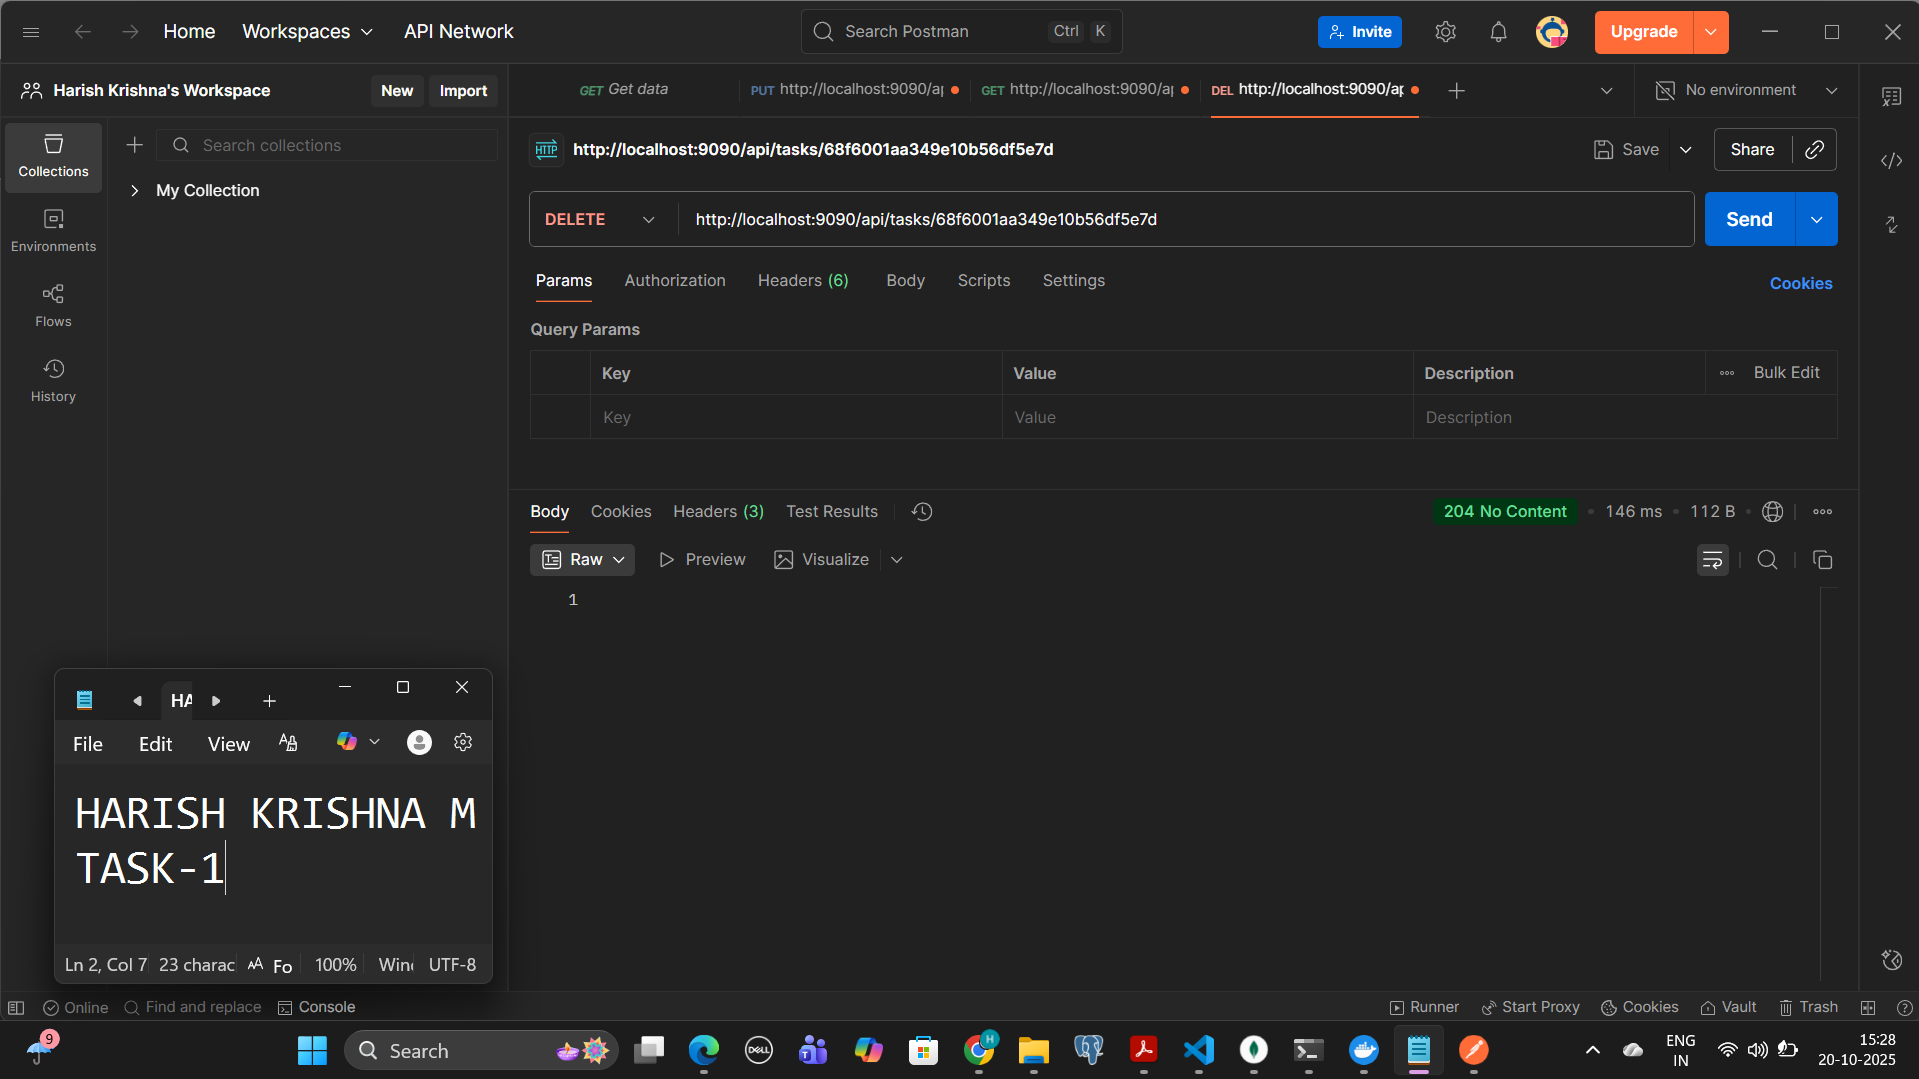 Home
Workspaces
API Network
Search Postman
Ctrl
K
Invite
Upgrade
Harish Krishna's Workspace
New
Import
GET Get data
PUT http://localhost:9090/a
GET http://localhost:9090/a
DEL http://localhost:9090/a
No environment
Collections
Search collections
HTTP http://localhost:9090/api/tasks/68f6001aa349e10b56df5e7d
Save
Share
My Collection
DELETE
http://localhost:9090/api/tasks/68f6001aa349e10b56df5e7d
Send
Environments
Params
Authorization
Headers (6)
Body
Scripts
Settings
Cookies
Flows
Query Params
Key
Value
Description
Bulk Edit
History
Key
Value
Description
Body
Cookies
Headers (3)
Test Results
204 No Content
146 ms
112 B
Raw
Preview
Visualize
1
HA
File
Edit
View
HARISH KRISHNA M
TASK-1
Ln 2, Col 7
23 charac
Fo
100%
Win
UTF-8
Online
Find and replace
Console
Runner
Start Proxy
Cookies
Vault
Trash
9
Search
DELL
H
ENG
IN
15:28
20-10-2025